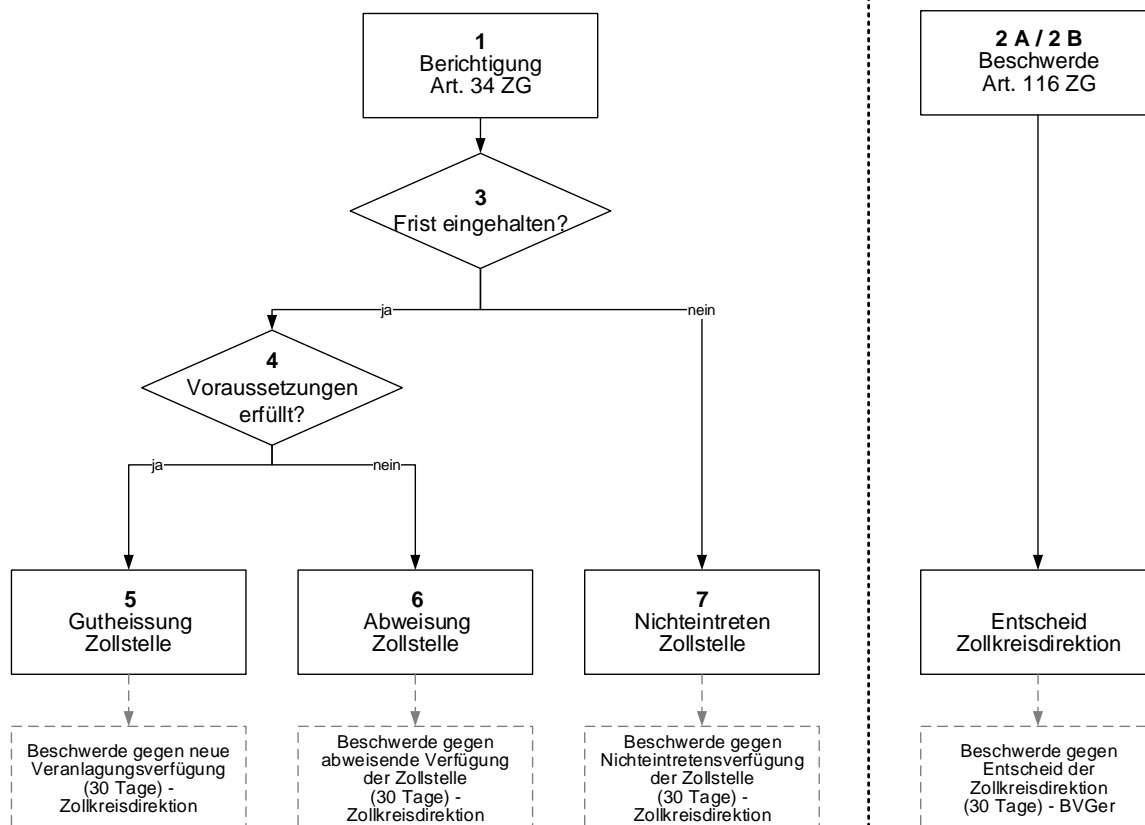 1
Berichtigung
Art. 34 ZG
3
Frist eingehalten?
ja
nein
4
Voraussetzungen
erfüllt?
ja
nein
5
Gutheissung
Zollstelle
6
Abweisung
Zollstelle
7
Nichteintreten
Zollstelle
Beschwerde gegen neue
Veranlagungsverfügung
(30 Tage) -
Zollkreisdirektion
Beschwerde gegen
abweisende Verfügung
der Zollstelle
(30 Tage) -
Zollkreisdirektion
Beschwerde gegen
Nichteintretensverfügung
der Zollstelle
(30 Tage) -
Zollkreisdirektion
2 A / 2 B
Beschwerde
Art. 116 ZG
Entscheid
Zollkreisdirektion
Beschwerde gegen
Entscheid der
Zollkreisdirektion
(30 Tage) - BVGer